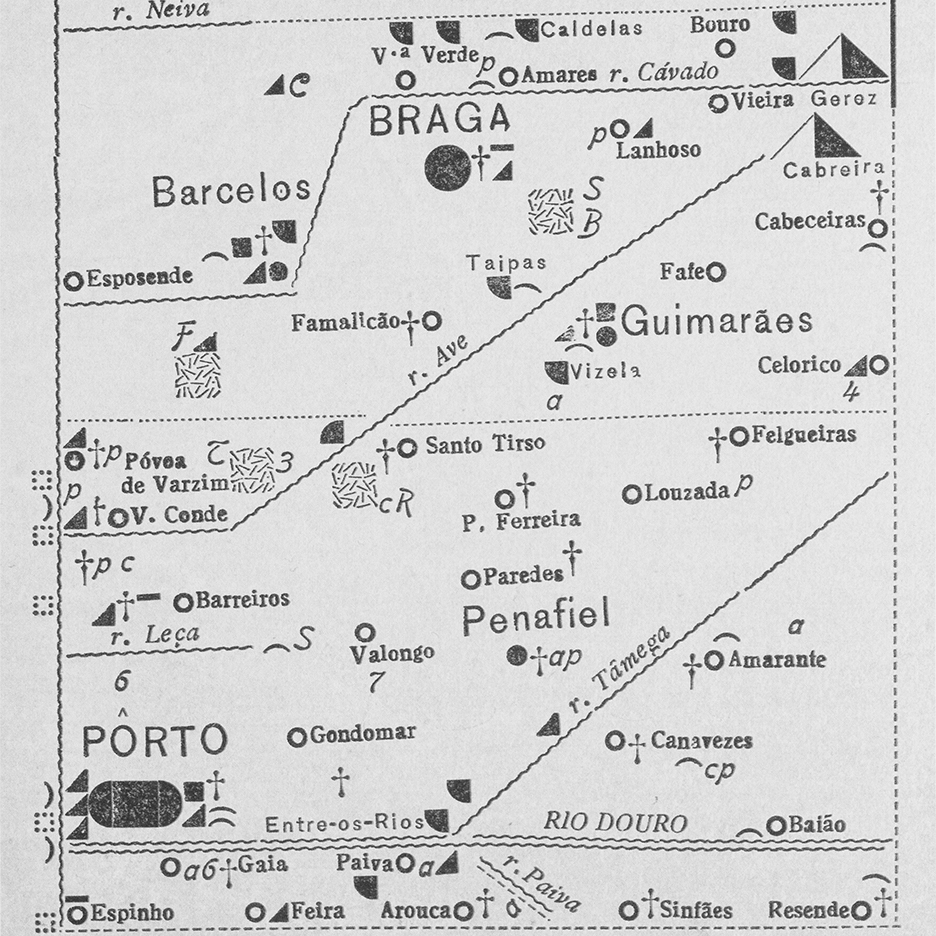 r. Neiva
Caldelas
Bouro
V.ª Verde
p
Amares
r. Cávado
C
Vieira
Gerez
BRAGA
p
Lanhoso
Cabreira
Barcelos
S
B
Cabeceiras
Esposende
Taipas
Fafe
F
Famalicão
r. Ave
Guimarães
Vizela
a
Celorico
4
p
Póvoa
de Varzim
3
Santo Tirso
Felgueiras
p
V. Conde
cR
P. Ferreira
Louzada p
p c
Paredes
Barreiros
r. Leça
S
Valongo
7
Penafiel
ap
a
r. Tâmega
Amarante
6
PÔRTO
Gondomar
Canavezes
cp
Entre-os-Rios
RIO DOURO
Baião
a6
Gaia
Paiva
a
r. Paiva
Espinho
Feira
Arouca
Sinfães
Resende